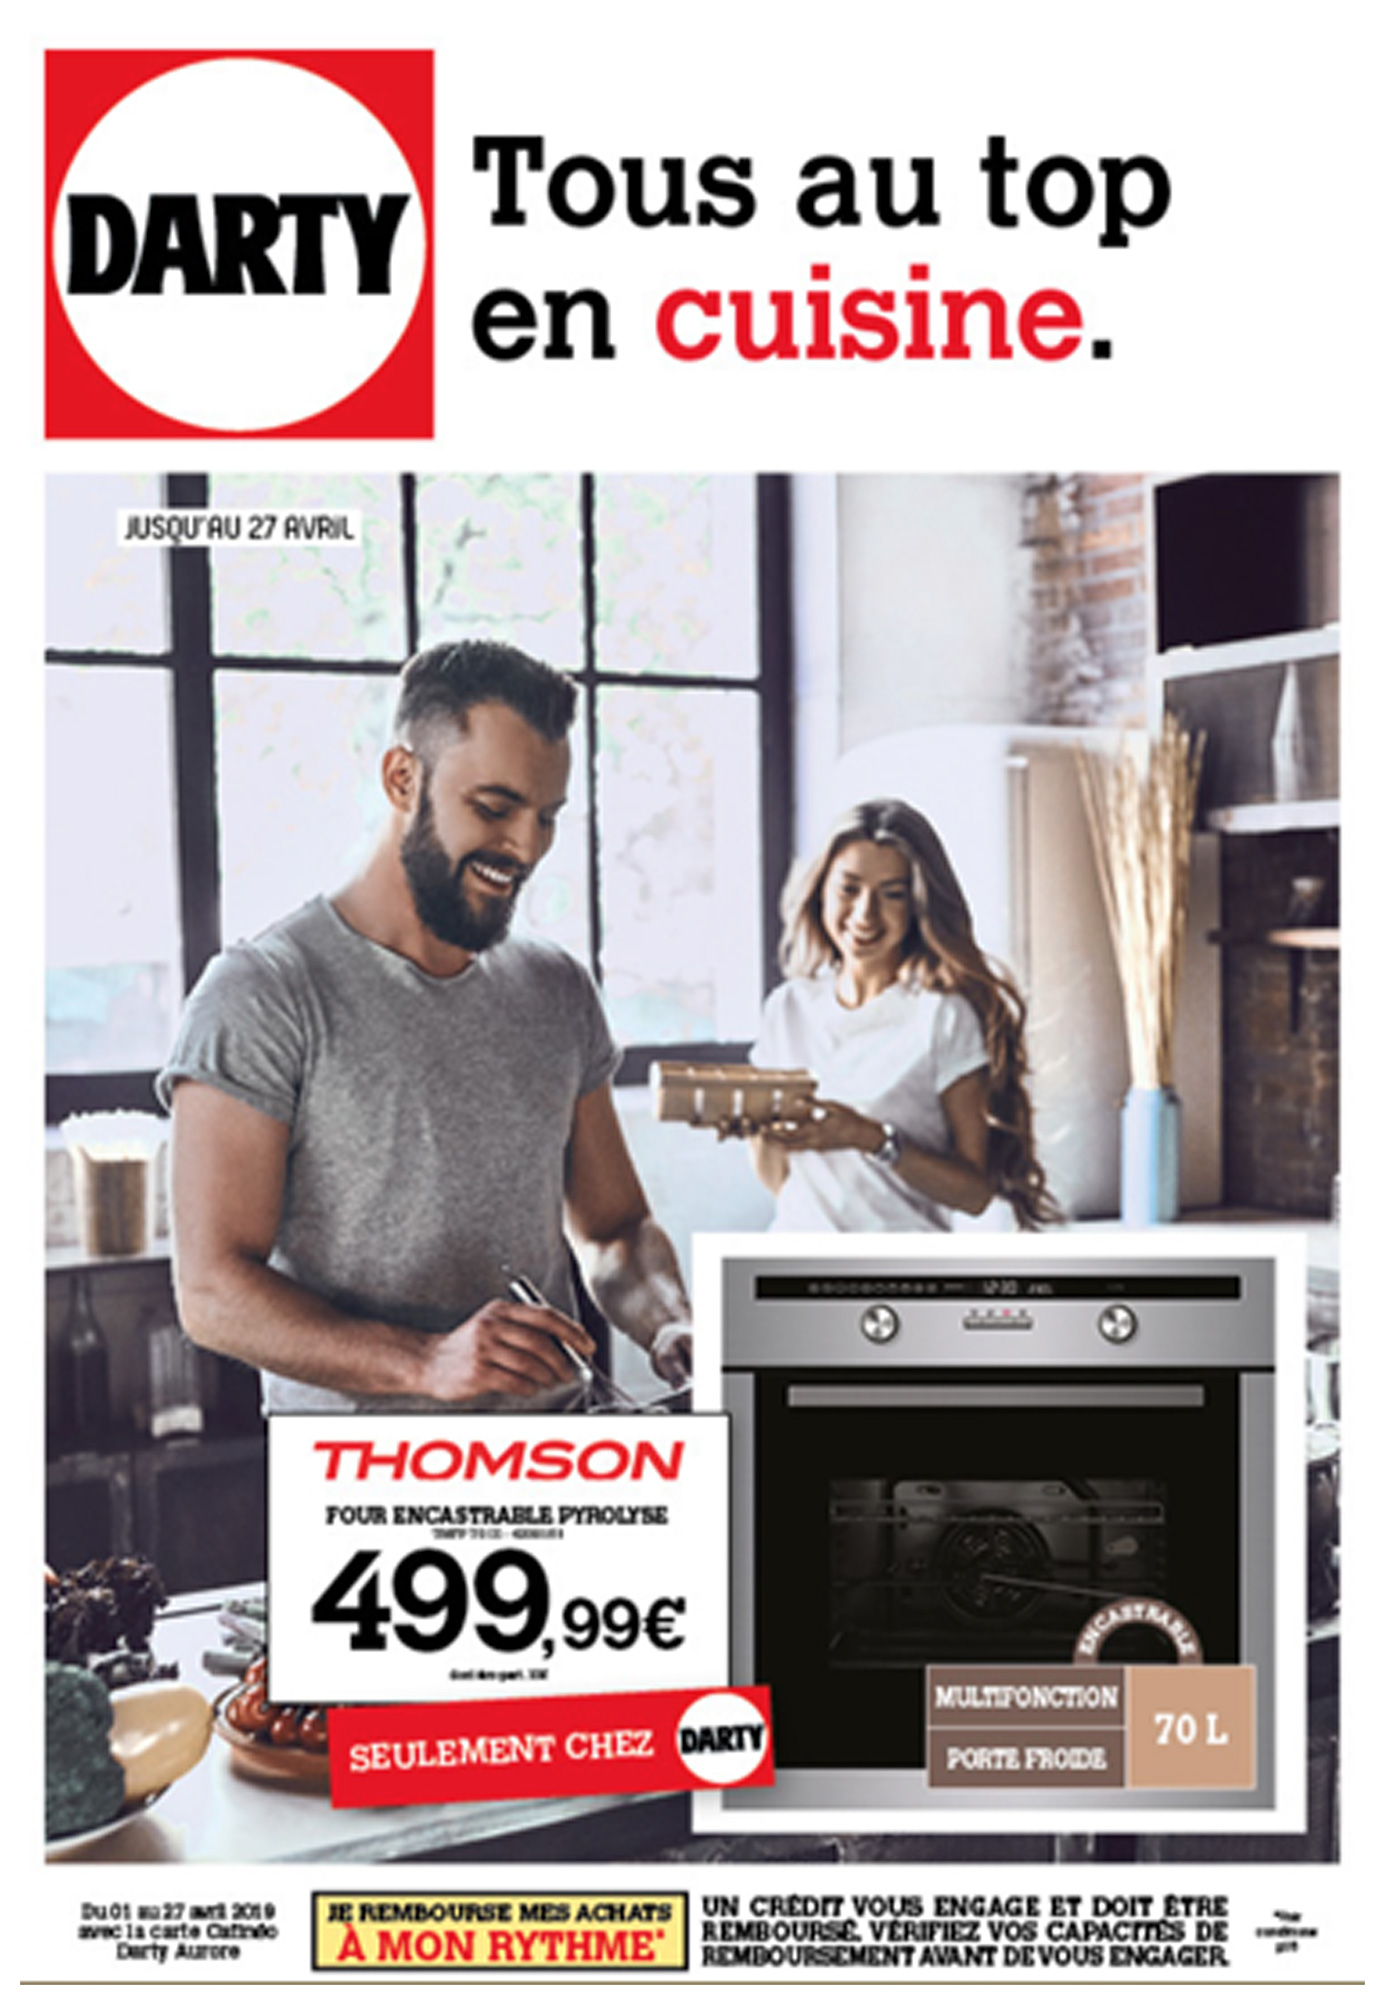 DARTY
Tous au top
en cuisine.
JUSQU'AU 27 AVRIL
THOMSON
FOUR ENCASTRABLE PYROLYSE
499,99€
SEULEMENT CHEZ DARTY
ENCASTRABLE
MULTIFONCTION
PORTE FROIDE
70 L
Du 01 au 27 avril 2019
avec la carte Cafinéo
Darty Aurore
JE REMBOURSE MES ACHATS
À MON RYTHME*
UN CRÉDIT VOUS ENGAGE ET DOIT ÊTRE
REMBOURSÉ. VÉRIFIEZ VOS CAPACITÉS DE
REMBOURSEMENT AVANT DE VOUS ENGAGER.